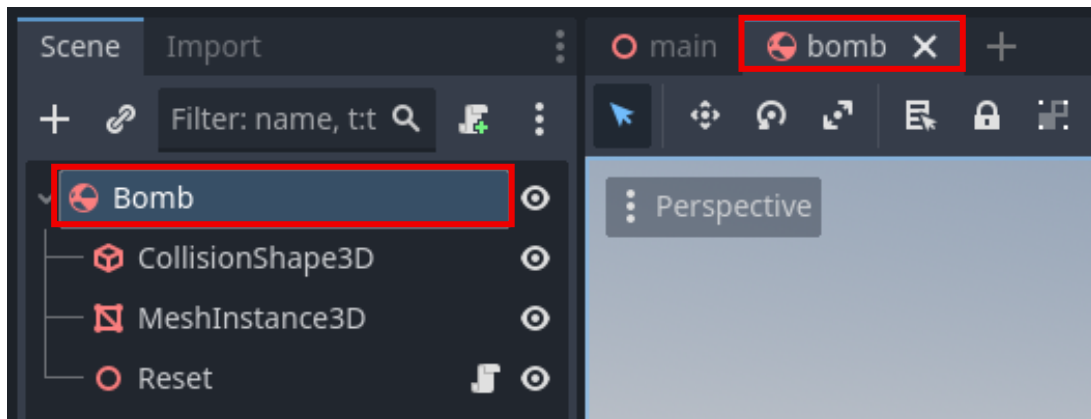 Scene Import
main bomb
Filter: name, t:t
Perspective
Bomb
CollisionShape3D
MeshInstance3D
Reset